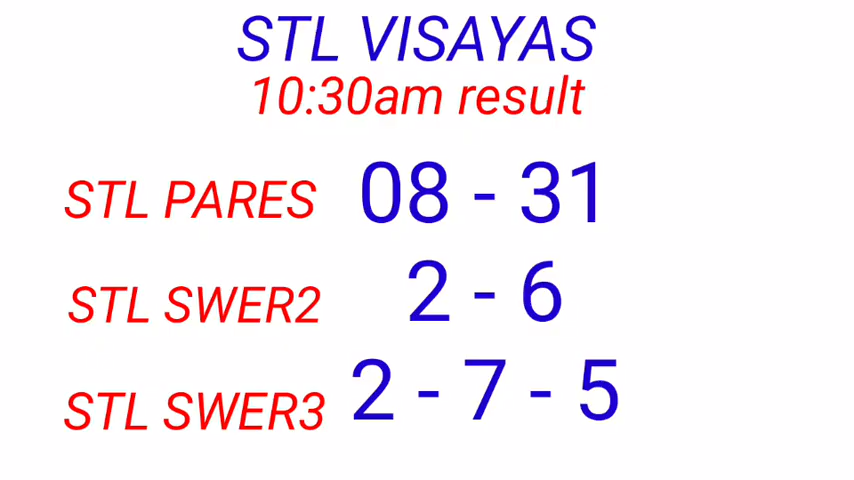 STL VISAYAS
10:30am result
STL PARES 08 - 31
STL SWER2 2 - 6
STL SWER3 2 - 7 - 5